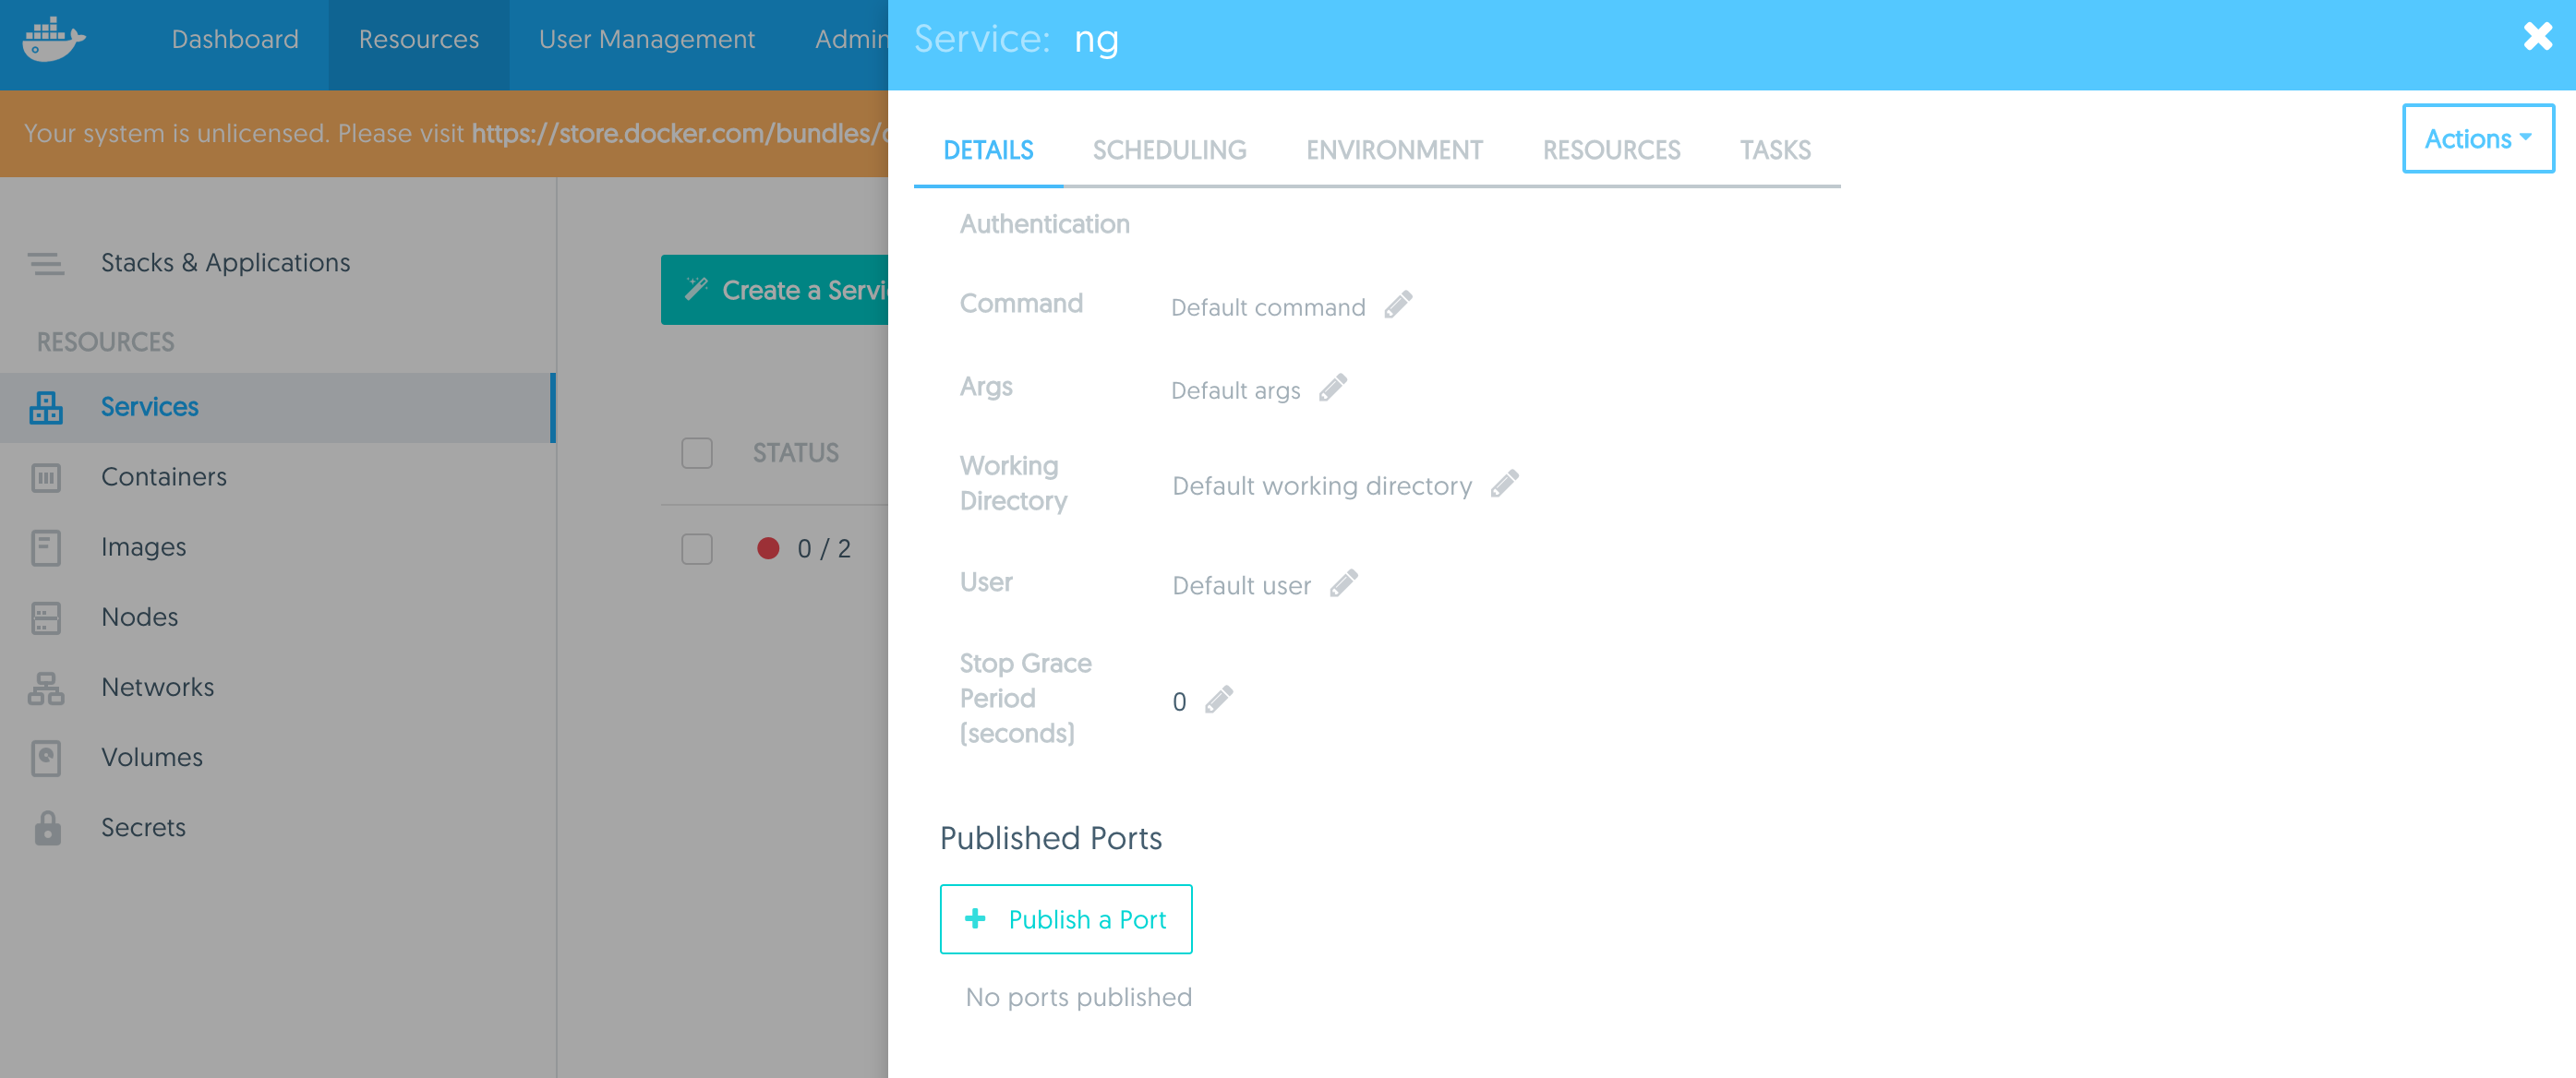 Dashboard
Resources
User Management
Admin
Service: ng
Your system is unlicensed. Please visit https://store.docker.com/bundles/
DETAILS
SCHEDULING
ENVIRONMENT
RESOURCES
TASKS
Actions
Stacks & Applications
RESOURCES
Services
Containers
Images
Nodes
Networks
Volumes
Secrets
Create a Servi
STATUS
0 / 2
Authentication
Command
Default command
Args
Default args
Working
Directory
Default working directory
User
Default user
Stop Grace
Period
(seconds)
0
Published Ports
Publish a Port
No ports published